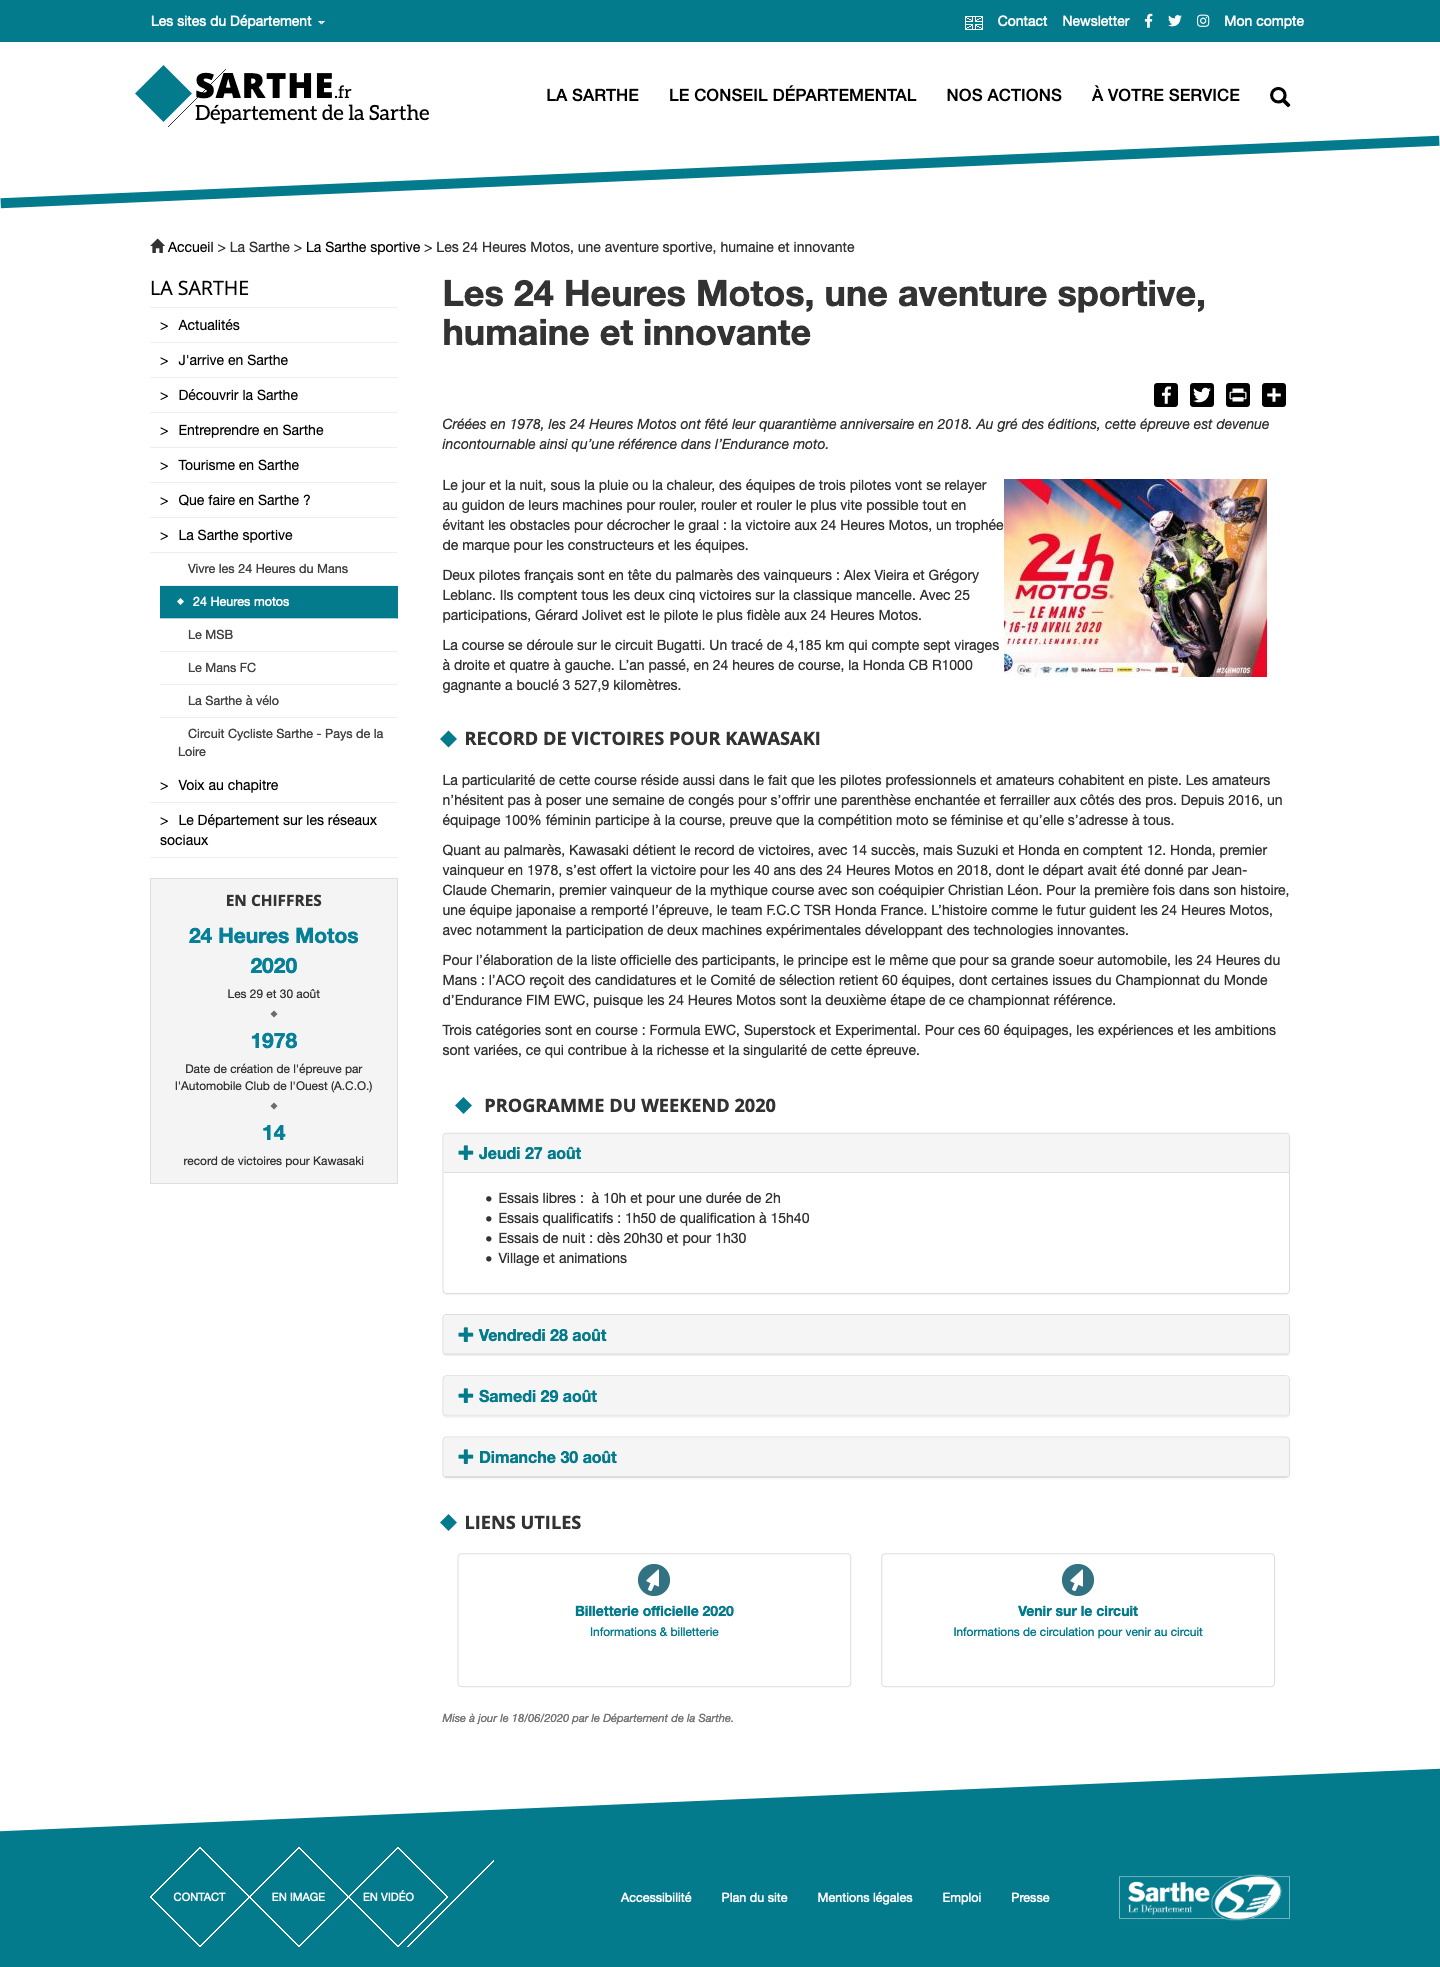 Les sites du Département
Contact Newsletter Mon compte
SARTHE.fr
Département de la Sarthe
LA SARTHE LE CONSEIL DÉPARTEMENTAL NOS ACTIONS À VOTRE SERVICE
Accueil > La Sarthe > La Sarthe sportive > Les 24 Heures Motos, une aventure sportive, humaine et innovante
LA SARTHE
> Actualités
> J'arrive en Sarthe
> Découvrir la Sarthe
> Entreprendre en Sarthe
> Tourisme en Sarthe
> Que faire en Sarthe ?
> La Sarthe sportive
Vivre les 24 Heures du Mans
24 Heures motos
Le MSB
Le Mans FC
La Sarthe à vélo
Circuit Cycliste Sarthe - Pays de la
Loire
> Voix au chapitre
> Le Département sur les réseaux
sociaux
EN CHIFFRES
24 Heures Motos
2020
Les 29 et 30 août
1978
Date de création de l'épreuve par
l'Automobile Club de l'Ouest (A.C.O.)
14
record de victoires pour Kawasaki
Les 24 Heures Motos, une aventure sportive,
humaine et innovante
Créées en 1978, les 24 Heures Motos ont fêté leur quarantième anniversaire en 2018. Au gré des éditions, cette épreuve est devenue
incontournable ainsi qu’une référence dans l’Endurance moto.
Le jour et la nuit, sous la pluie ou la chaleur, des équipes de trois pilotes vont se relayer
au guidon de leurs machines pour rouler, rouler et rouler le plus vite possible tout en
évitant les obstacles pour décrocher le graal : la victoire aux 24 Heures Motos, un trophée
de marque pour les constructeurs et les équipes.
Deux pilotes français sont en tête du palmarès des vainqueurs : Alex Vieira et Grégory
Leblanc. Ils comptent tous les deux cinq victoires sur la classique mancelle. Avec 25
participations, Gérard Jolivet est le pilote le plus fidèle aux 24 Heures Motos.
La course se déroule sur le circuit Bugatti. Un tracé de 4,185 km qui compte sept virages
à droite et quatre à gauche. L’an passé, en 24 heures de course, la Honda CB R1000
gagnante a bouclé 3 527,9 kilomètres.
24h
MOTOS
LE MANS
16-19 AVRIL 2020
TICKET.LEMANS.ORG
#24HMOTOS
RECORD DE VICTOIRES POUR KAWASAKI
La particularité de cette course réside aussi dans le fait que les pilotes professionnels et amateurs cohabitent en piste. Les amateurs
n’hésitent pas à poser une semaine de congés pour s’offrir une parenthèse enchantée et ferrailler aux côtés des pros. Depuis 2016, un
équipage 100% féminin participe à la course, preuve que la compétition moto se féminise et qu’elle s’adresse à tous.
Quant au palmarès, Kawasaki détient le record de victoires, avec 14 succès, mais Suzuki et Honda en comptent 12. Honda, premier
vainqueur en 1978, s’est offert la victoire pour les 40 ans des 24 Heures Motos en 2018, dont le départ avait été donné par Jean-
Claude Chemarin, premier vainqueur de la mythique course avec son coéquipier Christian Léon. Pour la première fois dans son histoire,
une équipe japonaise a remporté l’épreuve, le team F.C.C TSR Honda France. L’histoire comme le futur guident les 24 Heures Motos,
avec notamment la participation de deux machines expérimentales développant des technologies innovantes.
Pour l’élaboration de la liste officielle des participants, le principe est le même que pour sa grande soeur automobile, les 24 Heures du
Mans : l’ACO reçoit des candidatures et le Comité de sélection retient 60 équipes, dont certaines issues du Championnat du Monde
d’Endurance FIM EWC, puisque les 24 Heures Motos sont la deuxième étape de ce championnat référence.
Trois catégories sont en course : Formula EWC, Superstock et Experimental. Pour ces 60 équipages, les expériences et les ambitions
sont variées, ce qui contribue à la richesse et la singularité de cette épreuve.
PROGRAMME DU WEEKEND 2020
Jeudi 27 août
• Essais libres :  à 10h et pour une durée de 2h
• Essais qualificatifs : 1h50 de qualification à 15h40
• Essais de nuit : dès 20h30 et pour 1h30
• Village et animations
Vendredi 28 août
Samedi 29 août
Dimanche 30 août
LIENS UTILES
Billetterie officielle 2020
Informations & billetterie
Venir sur le circuit
Informations de circulation pour venir au circuit
Mise à jour le 18/06/2020 par le Département de la Sarthe.
CONTACT EN IMAGE EN VIDÉO
Accessibilité Plan du site Mentions légales Emploi Presse
Sarthe
Le Département